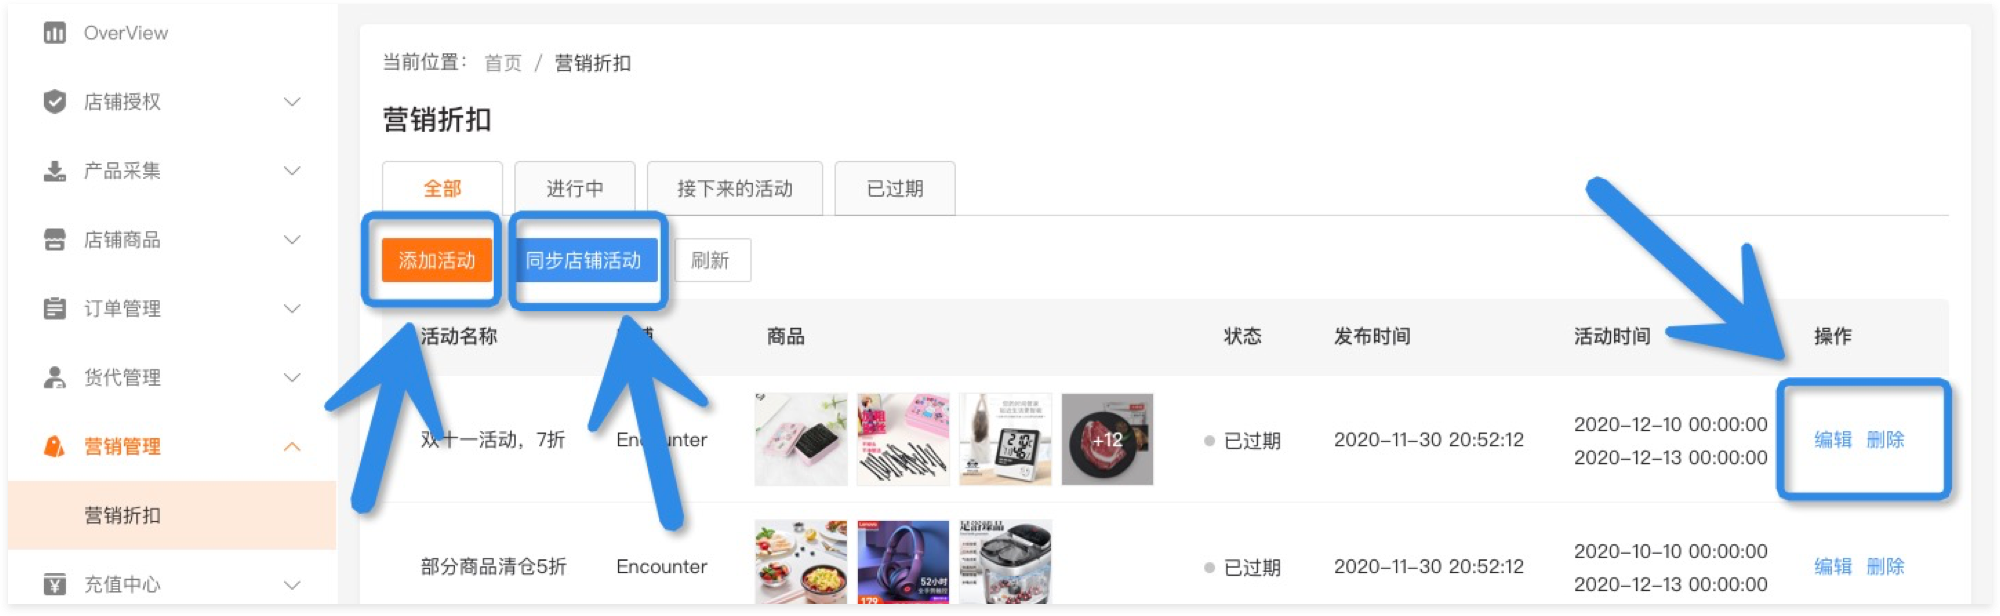 OverView
店铺授权
产品采集
店铺商品
订单管理
货代管理
营销管理
营销折扣
充值中心
当前位置： 首页 / 营销折扣
营销折扣
全部 进行中 接下来的活动 已过期
添加活动 同步店铺活动 刷新
活动名称 商品 状态 发布时间 活动时间 操作
双十一活动，7折 Encounter +12 已过期 2020-11-30 20:52:12 2020-12-10 00:00:00 编辑 删除
2020-12-13 00:00:00
部分商品清仓5折 Encounter 52小时 已过期 2020-11-30 20:52:12 2020-10-10 00:00:00 编辑 删除
2020-12-13 00:00:00